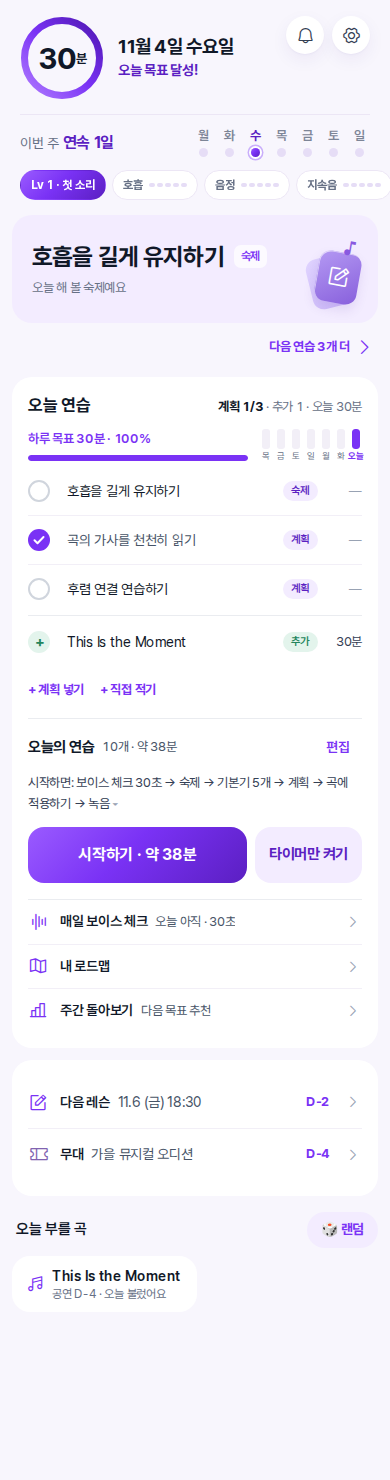 30분
11월 4일 수요일
오늘 목표 달성!
이번 주 연속 1일
월 화 수 목 금 토 일
Lv 1 · 첫 소리 호흡 음정 지속음
호흡을 길게 유지하기 숙제
오늘 해 볼 숙제예요
다음 연습 3개 더
오늘 연습 계획 1/3 · 추가 1 · 오늘 30분
하루 목표 30분 · 100%
목 금 토 일 월 화 오늘
호흡을 길게 유지하기 숙제 —
곡의 가사를 천천히 읽기 계획 —
후렴 연결 연습하기 계획 —
+ This Is the Moment 추가 30분
+ 계획 넣기 + 직접 적기
오늘의 연습 10개 · 약 38분 편집
시작하면: 보이스 체크 30초 → 숙제 → 기본기 5개 → 계획 → 곡에
적용하기 → 녹음
시작하기 · 약 38분 타이머만 켜기
매일 보이스 체크 오늘 아직 · 30초
내 로드맵
주간 돌아보기 다음 목표 추천
다음 레슨 11.6 (금) 18:30 D-2
무대 가을 뮤지컬 오디션 D-4
오늘 부를 곡 🎲 랜덤
This Is the Moment
공연 D-4 · 오늘 불렀어요